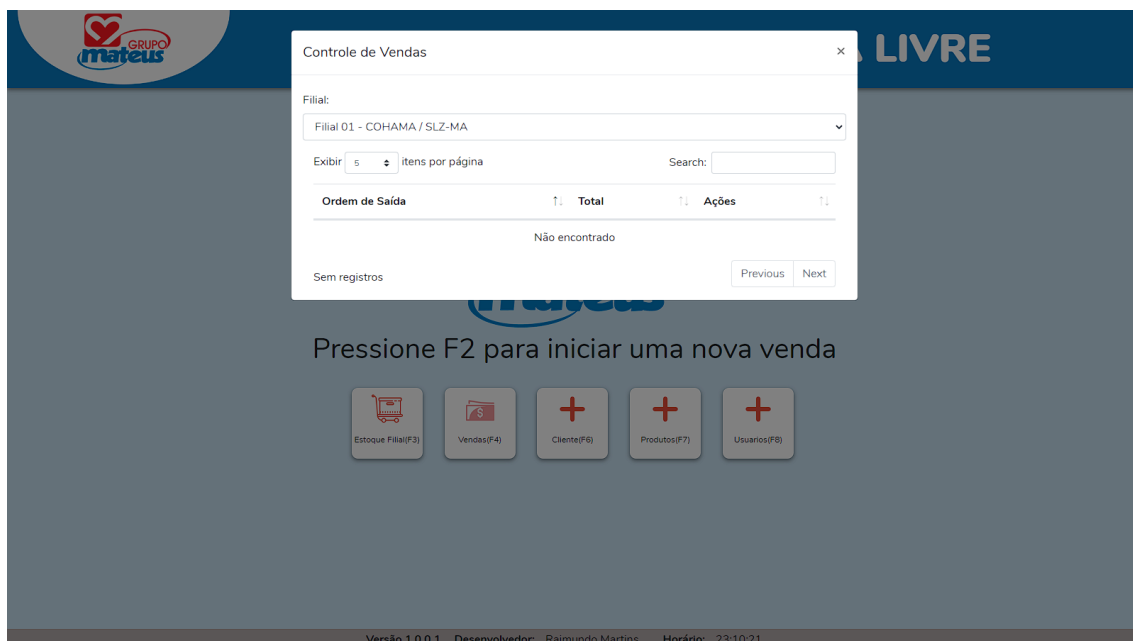 GRUPO
mateus
LIVRE
Controle de Vendas
×
Filial:
Filial 01 - COHAMA / SLZ-MA
Exibir 5 itens por página
Search:
Ordem de Saída ↑↓ Total ↑↓ Ações ↑↓
Não encontrado
Sem registros
Previous Next
Pressione F2 para iniciar uma nova venda
$
Estoque Filial(F3) Vendas(F4) Cliente(F6) Produtos(F7) Usuarios(F8)
Versão 1.0.0.1 Desenvolvedor: Raimundo Martins Horário: 23:10:21